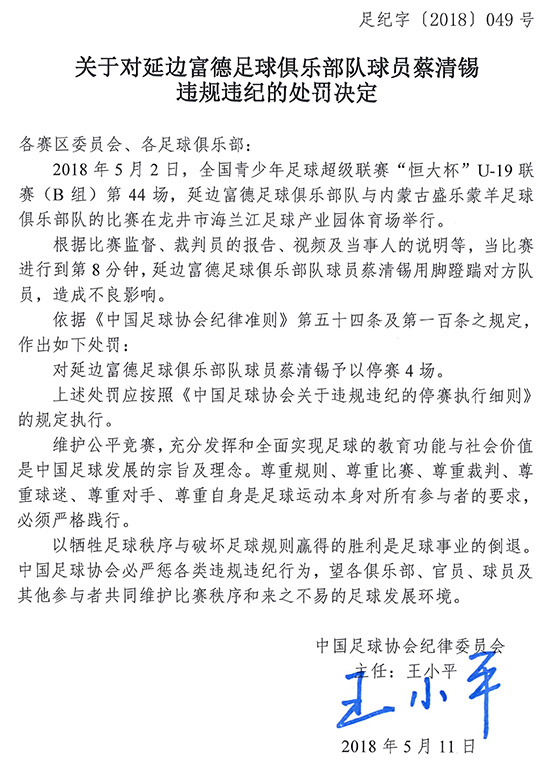 足纪字〔2018〕049 号
关于对延边富德足球俱乐部队球员蔡清锡
违规违纪的处罚决定
各赛区委员会、各足球俱乐部：
2018 年 5 月 2 日，全国青少年足球超级联赛“恒大杯”U-19 联
赛（B 组）第 44 场，延边富德足球俱乐部队与内蒙古盛乐蒙羊足球
俱乐部队的比赛在龙井市海兰江足球产业园体育场举行。
根据比赛监督、裁判员的报告、视频及当事人的说明等，当比赛
进行到第 8 分钟，延边富德足球俱乐部队球员蔡清锡用脚蹬踹对方队
员，造成不良影响。
依据《中国足球协会纪律准则》第五十四条及第一百条之规定，
作出如下处罚：
对延边富德足球俱乐部队球员蔡清锡予以停赛 4 场。
上述处罚应按照《中国足球协会关于违规违纪的停赛执行细则》
的规定执行。
维护公平竞赛，充分发挥和全面实现足球的教育功能与社会价值
是中国足球发展的宗旨及理念。尊重规则、尊重比赛、尊重裁判、尊
重球迷、尊重对手、尊重自身是足球运动本身对所有参与者的要求，
必须严格践行。
以牺牲足球秩序与破坏足球规则赢得的胜利是足球事业的倒退。
中国足球协会必严惩各类违规违纪行为，望各俱乐部、官员、球员及
其他参与者共同维护比赛秩序和来之不易的足球发展环境。
中国足球协会纪律委员会
主任：王小平
王小平
2018 年 5 月 11 日